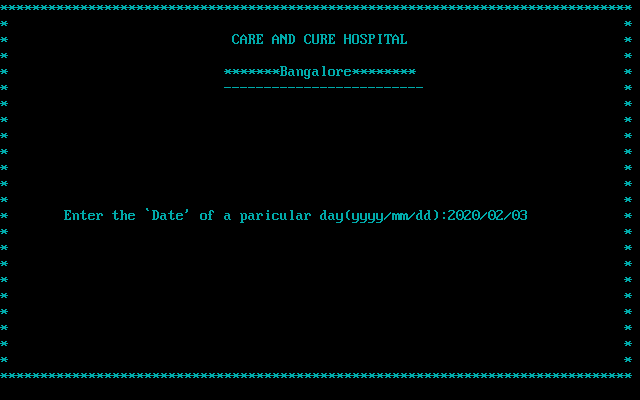 CARE AND CURE HOSPITAL
*******Bangalore********
-------------------------
Enter the `Date' of a paricular day(yyyy/mm/dd):2020/02/03